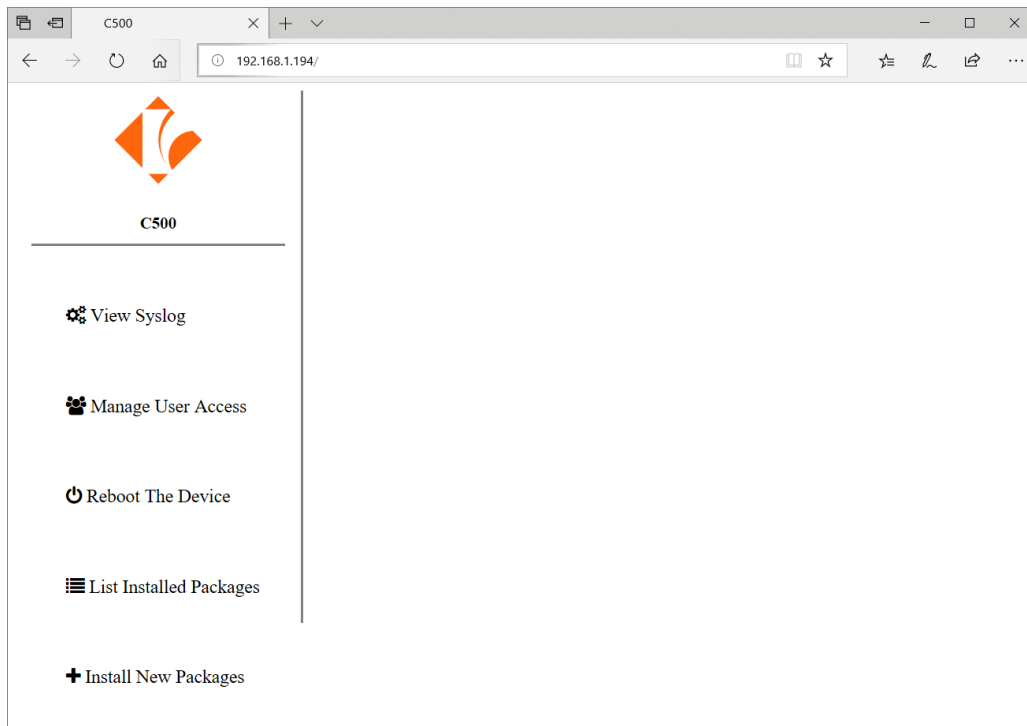 C500
192.168.1.194/
C500
View Syslog
Manage User Access
Reboot The Device
List Installed Packages
Install New Packages